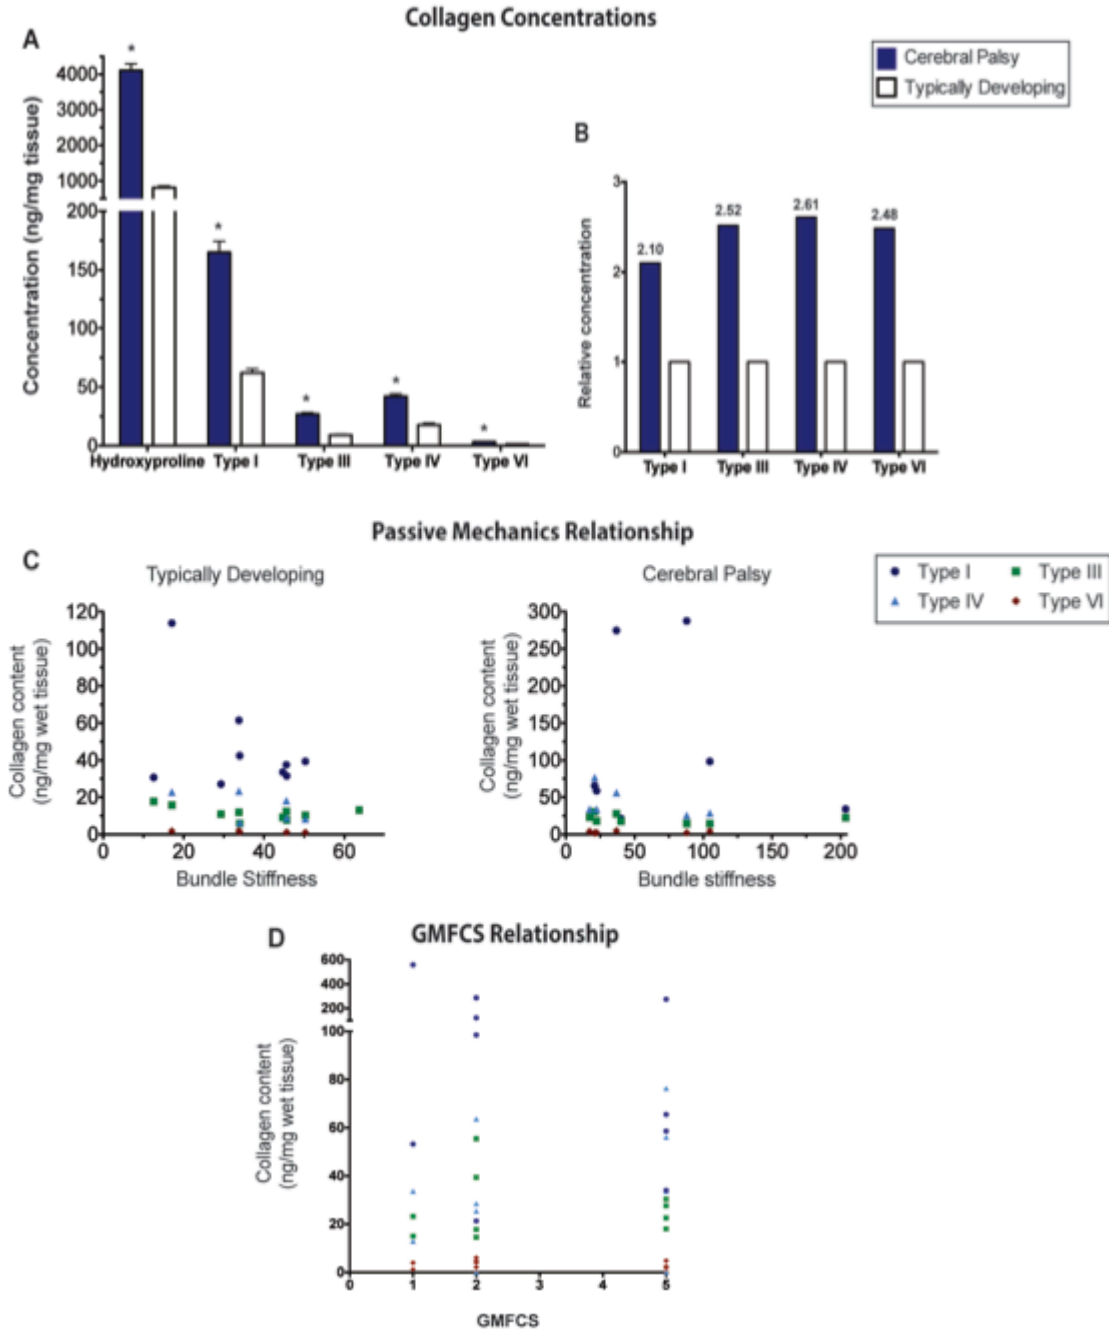 Collagen Concentrations
A
Cerebral Palsy
Typically Developing
Concentration (ng/mg tissue)
4000
3000
2000
1000
200
150
100
50
0
*
*
*
*
*
Hydroxyproline Type I Type III Type IV Type VI
B
Relative concentration
3
2
1
0
2.10
2.52
2.61
2.48
Type I Type III Type IV Type VI
Passive Mechanics Relationship
C
Typically Developing
Collagen content
(ng/mg wet tissue)
120
100
80
60
40
20
0
0 20 40 60
Bundle Stiffness
Cerebral Palsy
Collagen content
(ng/mg wet tissue)
300
250
200
150
100
50
0
0 50 100 150 200
Bundle stiffness
Type I Type III
Type IV Type VI
D
GMFCS Relationship
Collagen content
(ng/mg wet tissue)
600
400
200
100
80
60
40
20
0
0 1 2 3 4 5
GMFCS